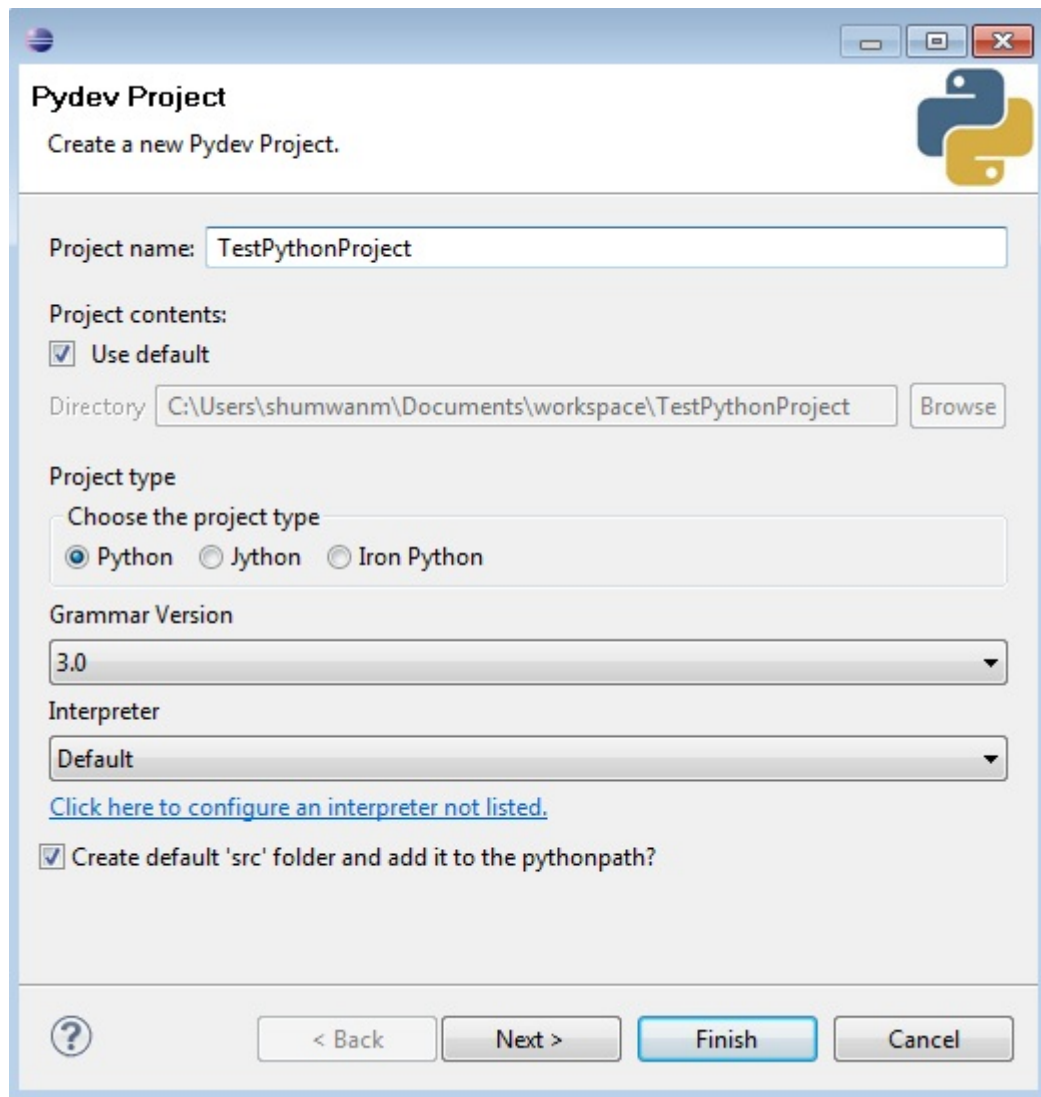 Pydev Project
Create a new Pydev Project.
Project name: TestPythonProject
Project contents:
Use default
Directory C:\Users\shumwanm\Documents\workspace\TestPythonProject Browse
Project type
Choose the project type
Python Jython Iron Python
Grammar Version
3.0
Interpreter
Default
Click here to configure an interpreter not listed.
Create default 'src' folder and add it to the pythonpath?
? < Back Next > Finish Cancel